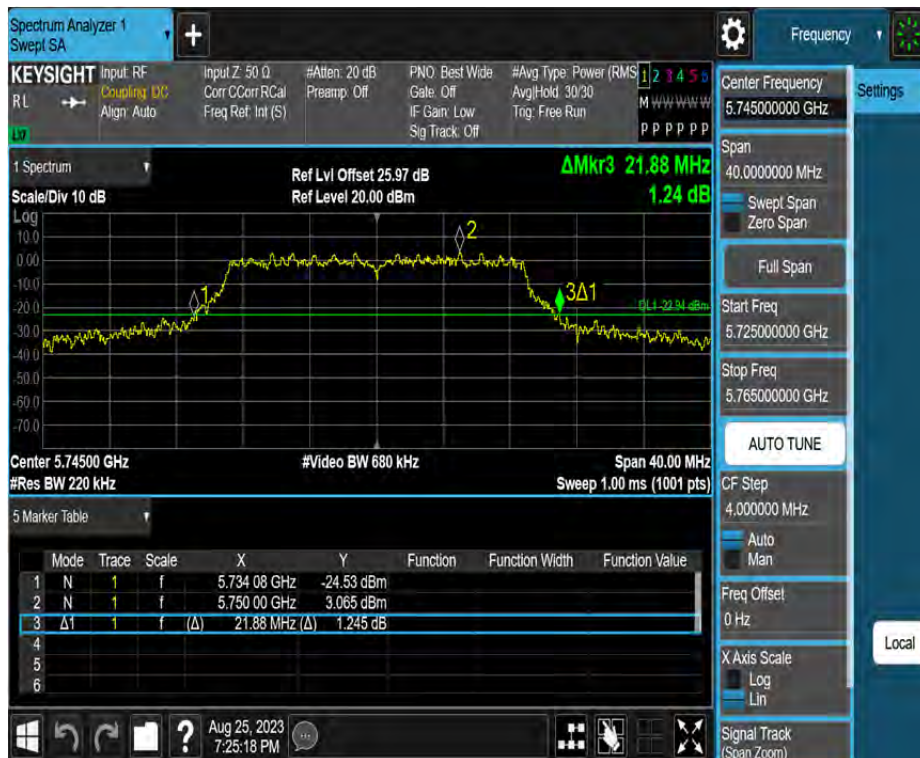 Spectrum Analyzer 1
Swept SA
+
Frequency
KEYSIGHT
RL
LXI
Input: RF
Coupling: DC
Align: Auto
Input Z: 50 Ω
Corr CCorr RCal
Freq Ref: Int (S)
#Atten: 20 dB
Preamp: Off
PNO: Best Wide
Gate: Off
IF Gain: Low
Sig Track: Off
#Avg Type: Power (RMS
Avg|Hold: 30/30
Trig: Free Run
1 2 3 4 5 6
M W W W W W
P P P P P P
1 Spectrum
Scale/Div 10 dB
Ref Lvl Offset 25.97 dB
Ref Level 20.00 dBm
ΔMkr3 21.88 MHz
1.24 dB
Log
10.0
0.00
-10.0
-20.0
-30.0
-40.0
-50.0
-60.0
-70.0
1
2
3Δ1
DL1 -22.94 dBm
Center 5.74500 GHz
#Video BW 680 kHz
Span 40.00 MHz
#Res BW 220 kHz
Sweep 1.00 ms (1001 pts)
5 Marker Table
Mode Trace Scale X Y Function Function Width Function Value
1 N 1 f 5.734 08 GHz -24.53 dBm
2 N 1 f 5.750 00 GHz 3.065 dBm
3 Δ1 1 f (Δ) 21.88 MHz (Δ) 1.245 dB
4
5
6
?
Aug 25, 2023
7:25:18 PM
Center Frequency
5.745000000 GHz
Span
40.0000000 MHz
Swept Span
Zero Span
Full Span
Start Freq
5.725000000 GHz
Stop Freq
5.765000000 GHz
AUTO TUNE
CF Step
4.000000 MHz
Auto
Man
Freq Offset
0 Hz
X Axis Scale
Log
Lin
Signal Track
(Span Zoom)
Settings
Local